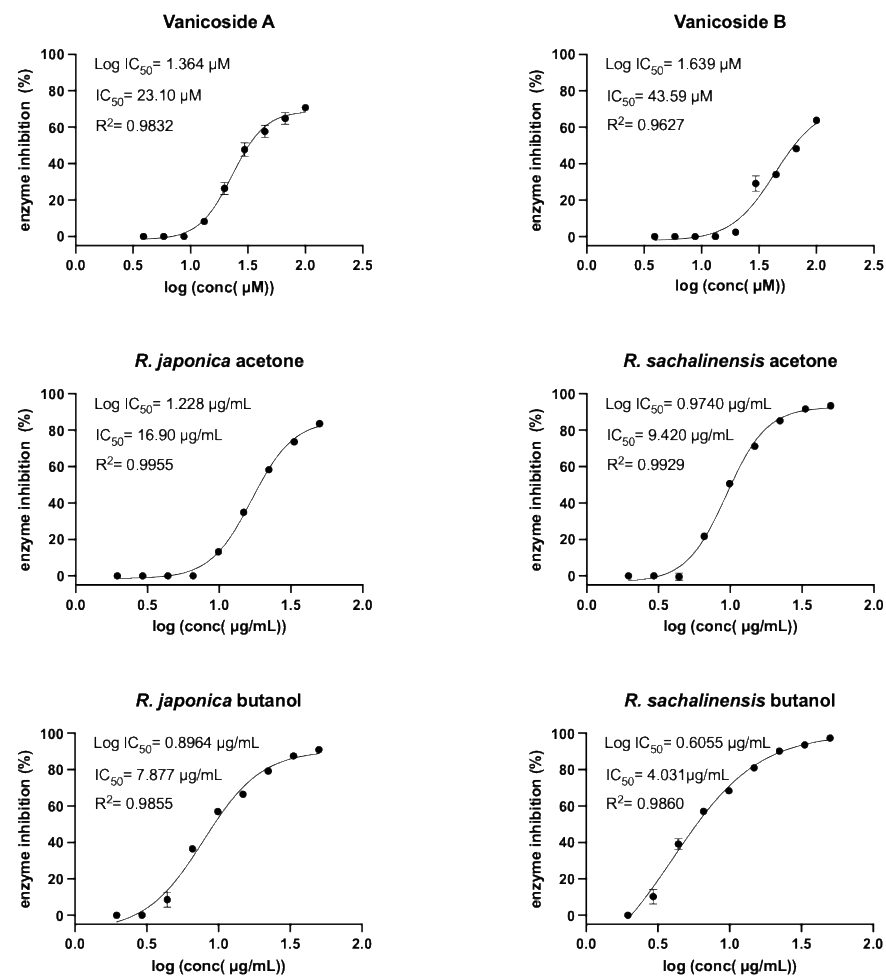 Vanicoside A
Log IC50= 1.364 µM
IC50= 23.10 µM
R2= 0.9832
enzyme inhibition (%)
100
80
60
40
20
0
0.0 0.5 1.0 1.5 2.0 2.5
log (conc( µM))
Vanicoside B
Log IC50= 1.639 µM
IC50= 43.59 µM
R2= 0.9627
enzyme inhibition (%)
100
80
60
40
20
0
0.0 0.5 1.0 1.5 2.0 2.5
log (conc( µM))
R. japonica acetone
Log IC50= 1.228 µg/mL
IC50= 16.90 µg/mL
R2= 0.9955
enzyme inhibition (%)
100
80
60
40
20
0
0.0 0.5 1.0 1.5 2.0
log (conc( µg/mL))
R. sachalinensis acetone
Log IC50= 0.9740 µg/mL
IC50= 9.420 µg/mL
R2= 0.9929
enzyme inhibition (%)
100
80
60
40
20
0
0.0 0.5 1.0 1.5 2.0
log (conc( µg/mL))
R. japonica butanol
Log IC50= 0.8964 µg/mL
IC50= 7.877 µg/mL
R2= 0.9855
enzyme inhibition (%)
100
80
60
40
20
0
0.0 0.5 1.0 1.5 2.0
log (conc( µg/mL))
R. sachalinensis butanol
Log IC50= 0.6055 µg/mL
IC50= 4.031µg/mL
R2= 0.9860
enzyme inhibition (%)
100
80
60
40
20
0
0.0 0.5 1.0 1.5 2.0
log (conc( µg/mL))